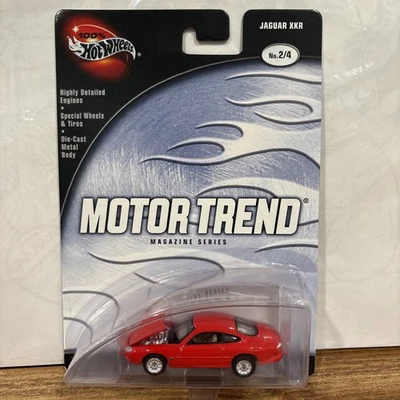 100%
Hot Wheels
JAGUAR XKR
No.2/4
Highly Detailed
Engines
•
Special Wheels
& Tires
•
Die-Cast
Metal
Body
MOTOR TREND®
MAGAZINE SERIES